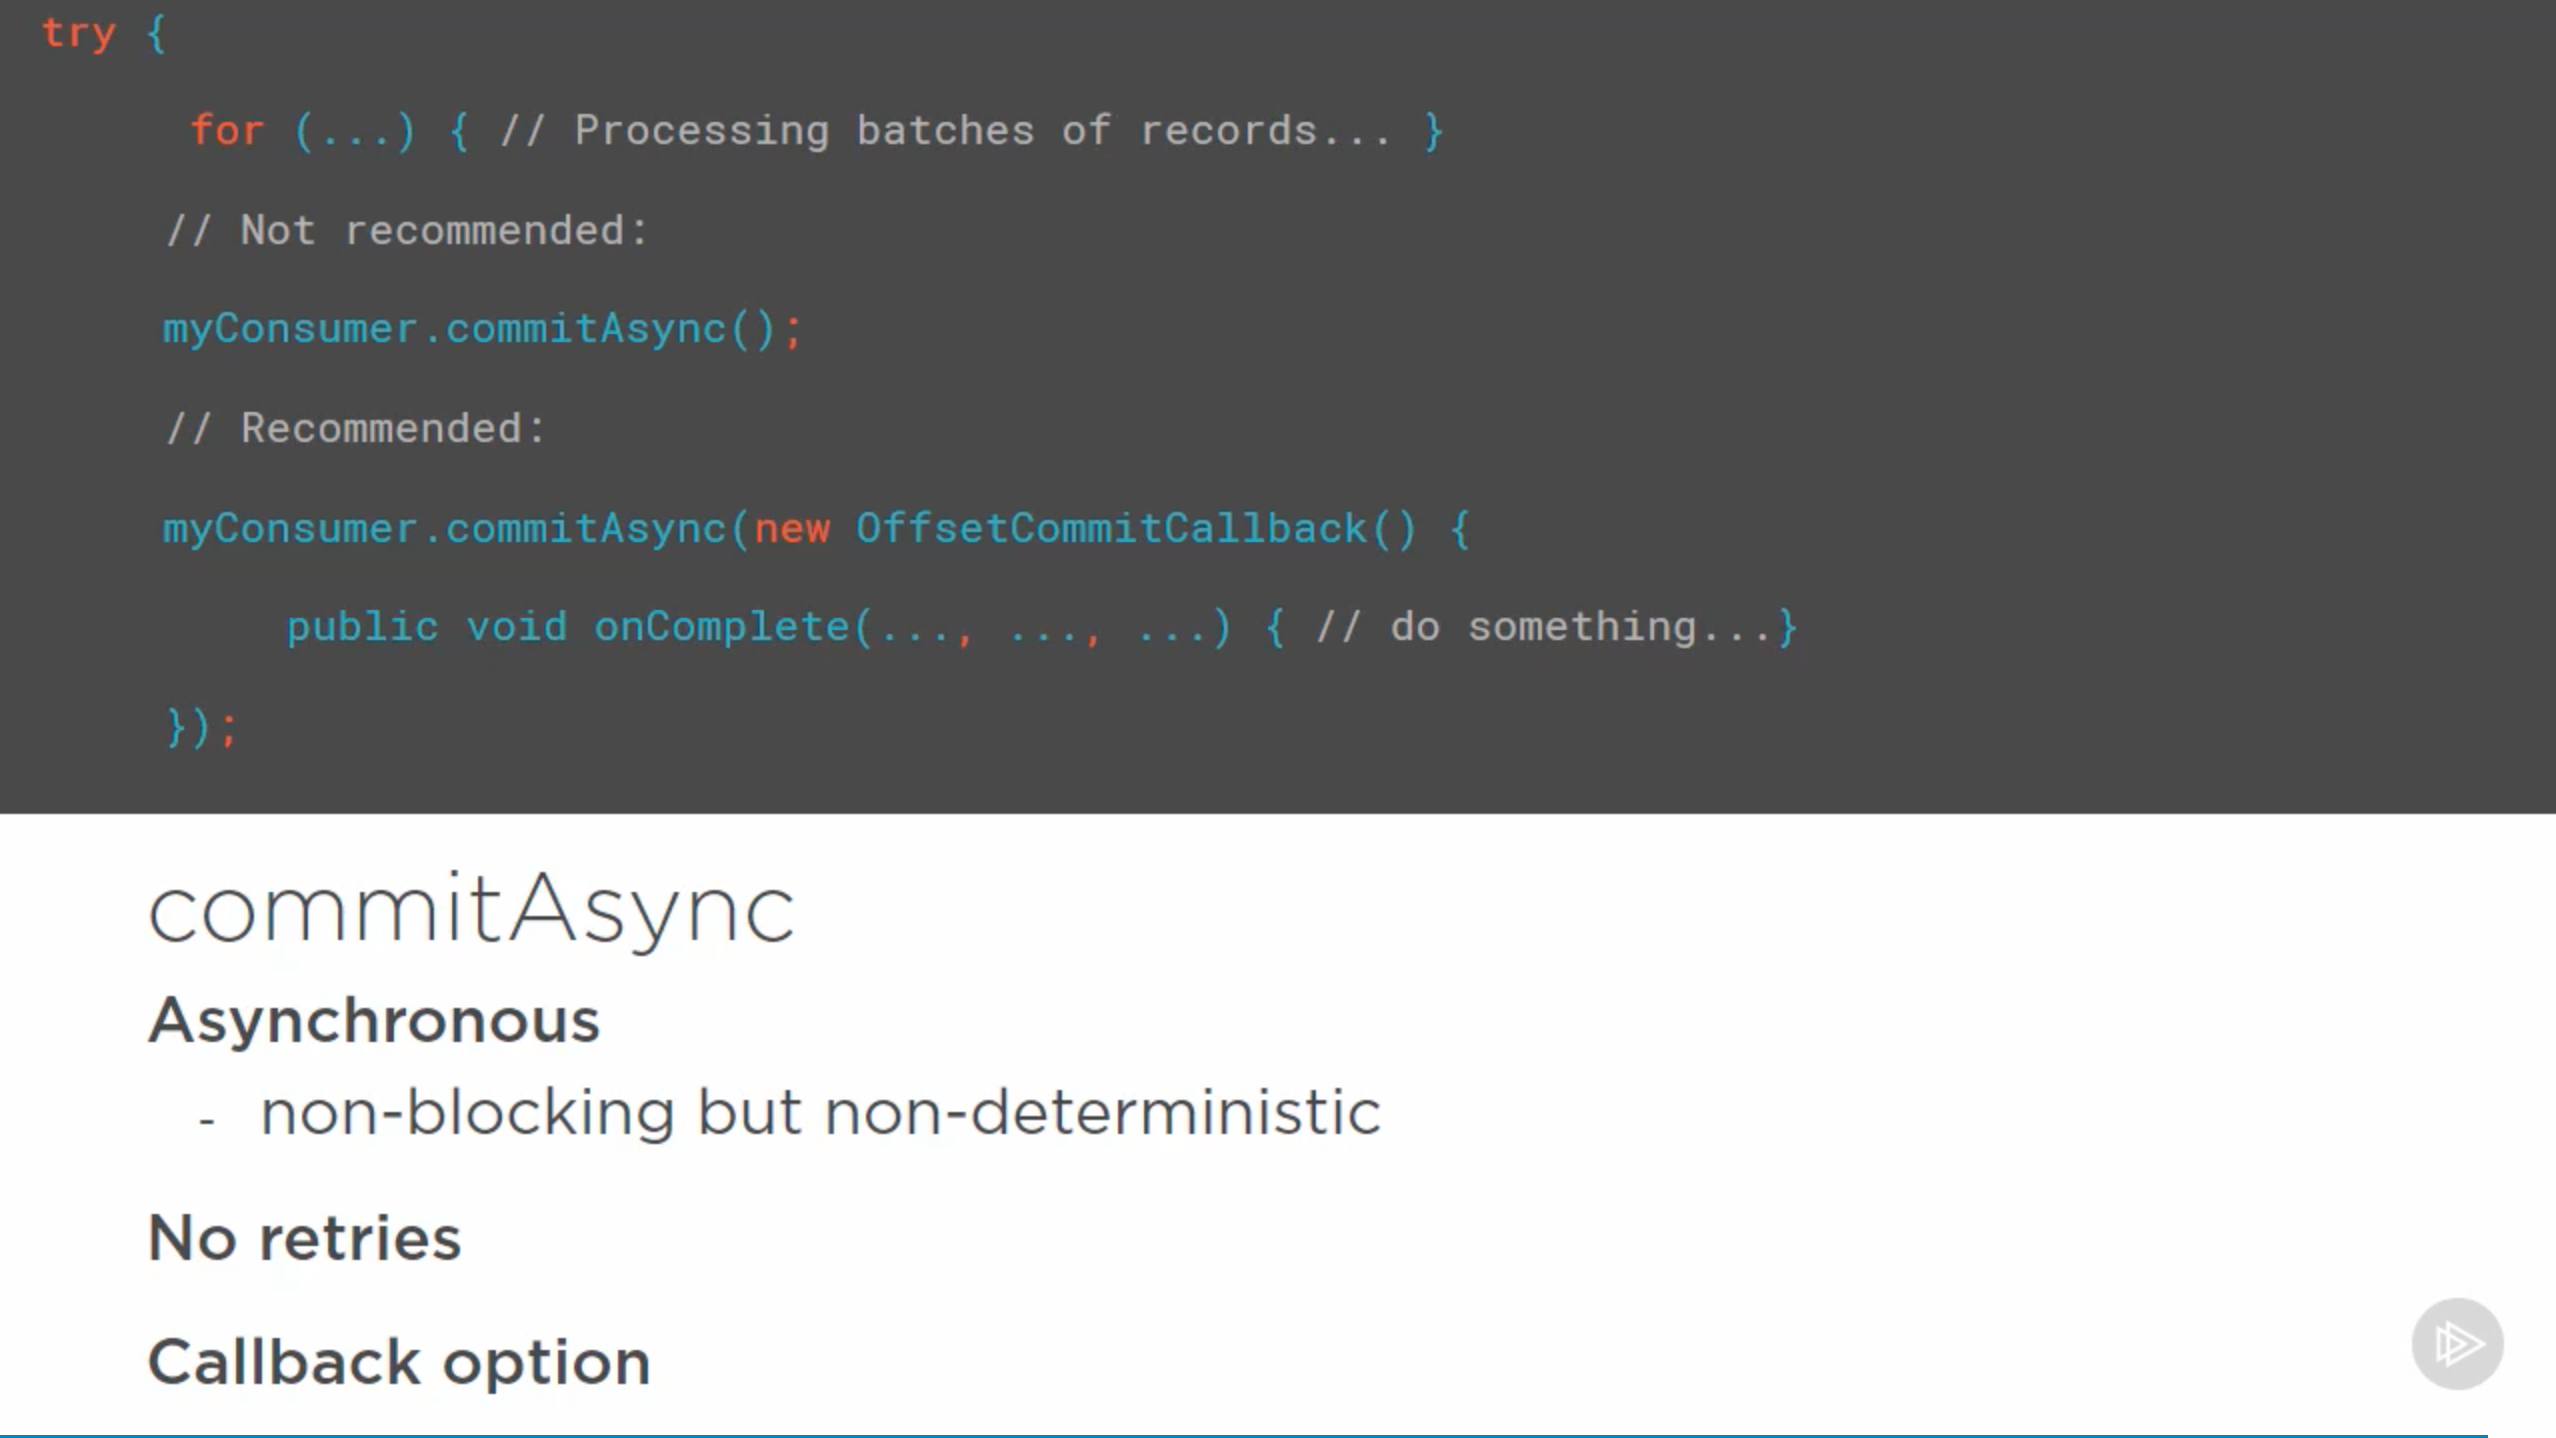 try {
for (...) { // Processing batches of records... }
// Not recommended:
myConsumer.commitAsync();
// Recommended:
myConsumer.commitAsync(new OffsetCommitCallback() {
public void onComplete(..., ..., ...) { // do something...}
});
commitAsync
Asynchronous
- non-blocking but non-deterministic
No retries
Callback option